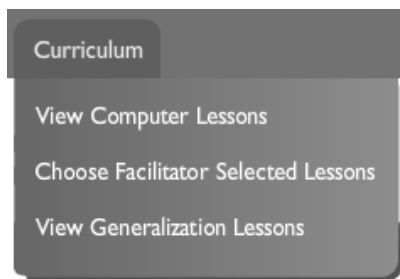 Curriculum
View Computer Lessons
Choose Facilitator Selected Lessons
View Generalization Lessons